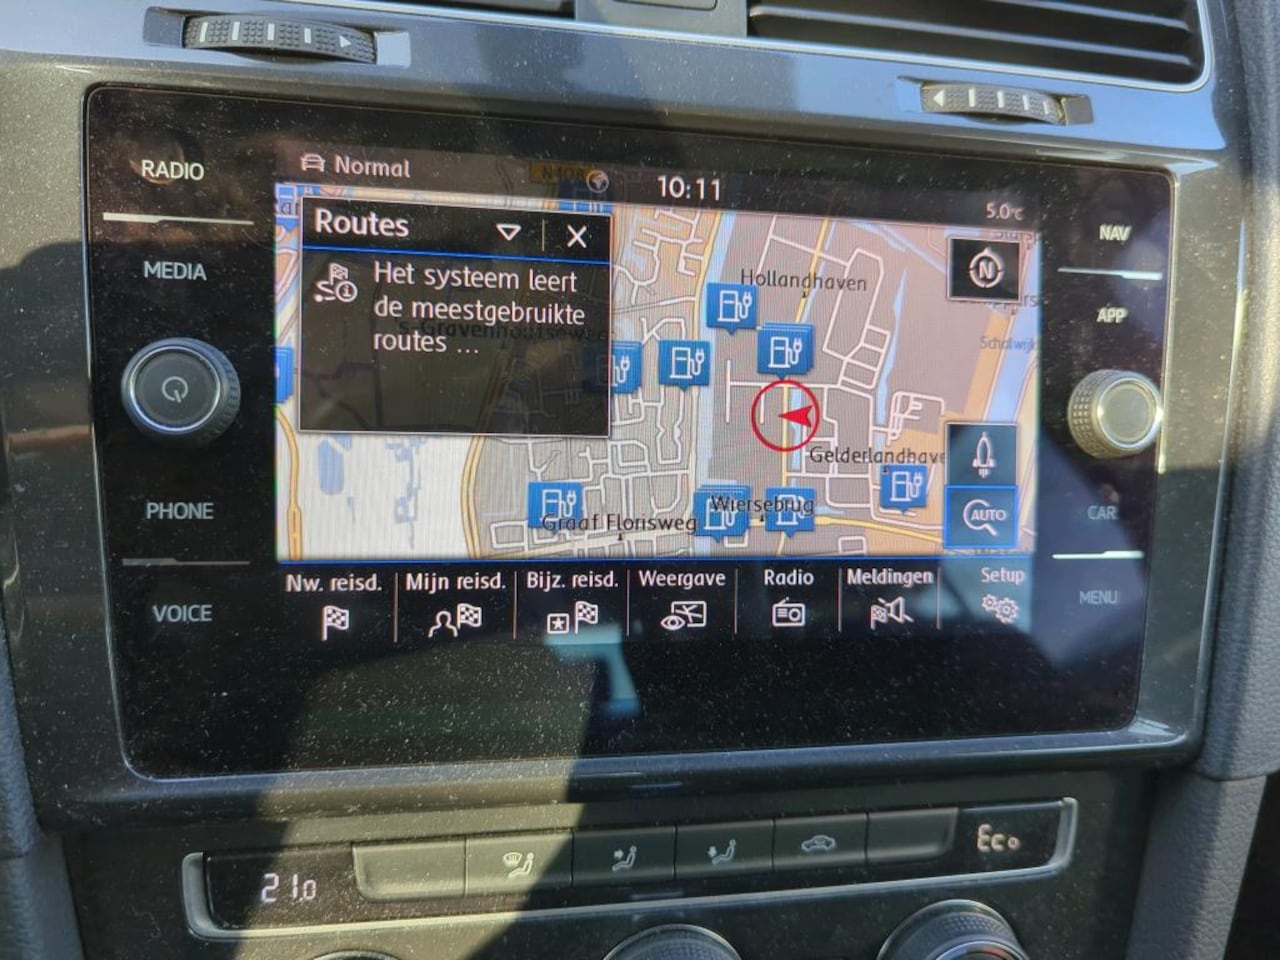 RADIO
MEDIA
PHONE
VOICE
Normal
10:11
5.0°C
Routes
Het systeem leert
de meestgebruikte
routes ...
Hollandhaven
Schalwijk
Gelderlandhave
Wiersebrug
Graaf Florisweg
N
AUTO
Nw. reisd.
Mijn reisd.
Bijz. reisd.
Weergave
Radio
Meldingen
Setup
NAV
APP
CAR
MENU
21.0
Eco